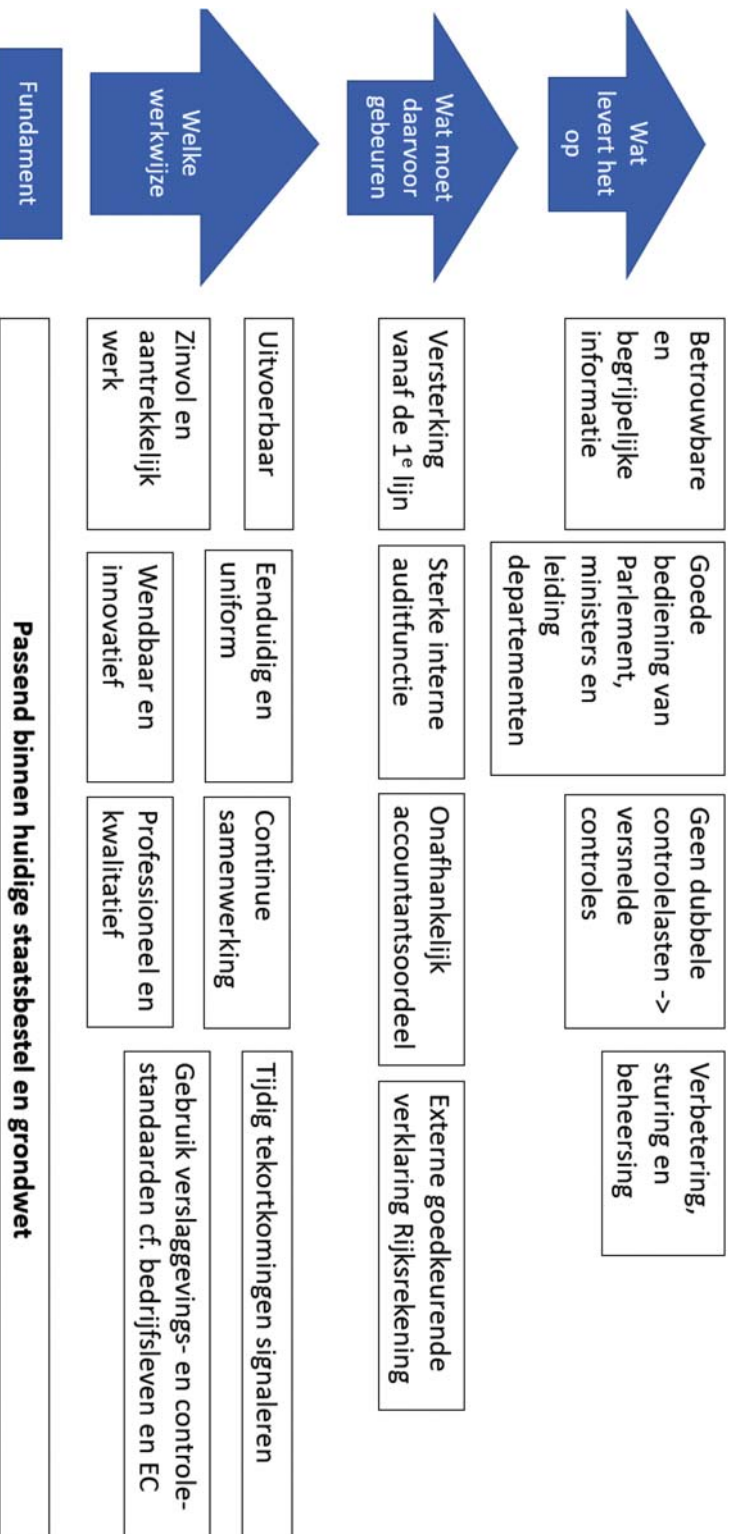 Wat
levert het
op
Betrouwbare
en
begrijpelijke
informatie
Goede
bediening van
Parlement,
ministers en
leiding
departementen
Geen dubbele
controlelasten ->
versnelde
controles
Verbetering,
sturing en
beheersing
Wat moet
daarvoor
gebeuren
Versterking
vanaf de 1e lijn
Sterke interne
auditfunctie
Onafhankelijk
accountantsoordeel
Externe goedkeurende
verklaring Rijksrekening
Welke
werkwijze
Uitvoerbaar
Eenduidig en
uniform
Continue
samenwerking
Tijdig tekortkomingen signaleren
Zinvol en
aantrekkelijk
werk
Wendbaar en
innovatief
Professioneel en
kwalitatief
Gebruik verslaggevings- en controle-
standaarden cf. bedrijfsleven en EC
Fundament
Passend binnen huidige staatsbestel en grondwet